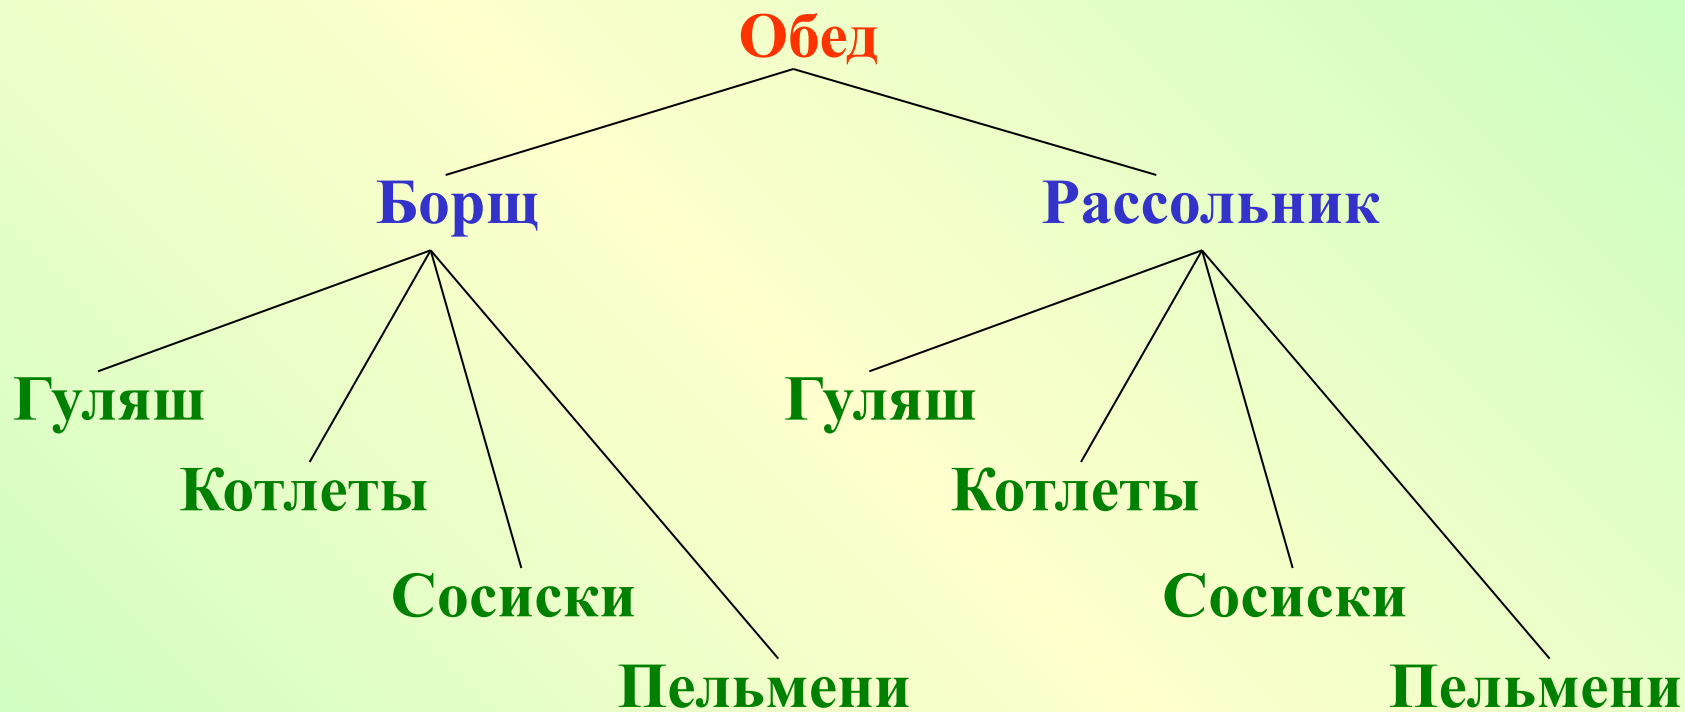 Обед
Борщ
Рассольник
Гуляш
Гуляш
Котлеты
Котлеты
Сосиски
Сосиски
Пельмени
Пельмени